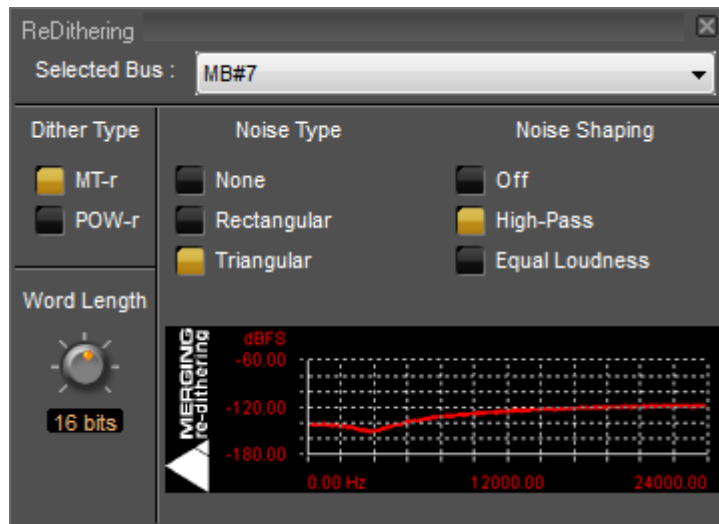 ReDithering
Selected Bus : MB#7
Dither Type
MT-r
POW-r
Word Length
16 bits
Noise Type
None
Rectangular
Triangular
Noise Shaping
Off
High-Pass
Equal Loudness
MERGING
re-dithering
dBFS
-60.00
-120.00
-180.00
0.00 Hz 12000.00 24000.00